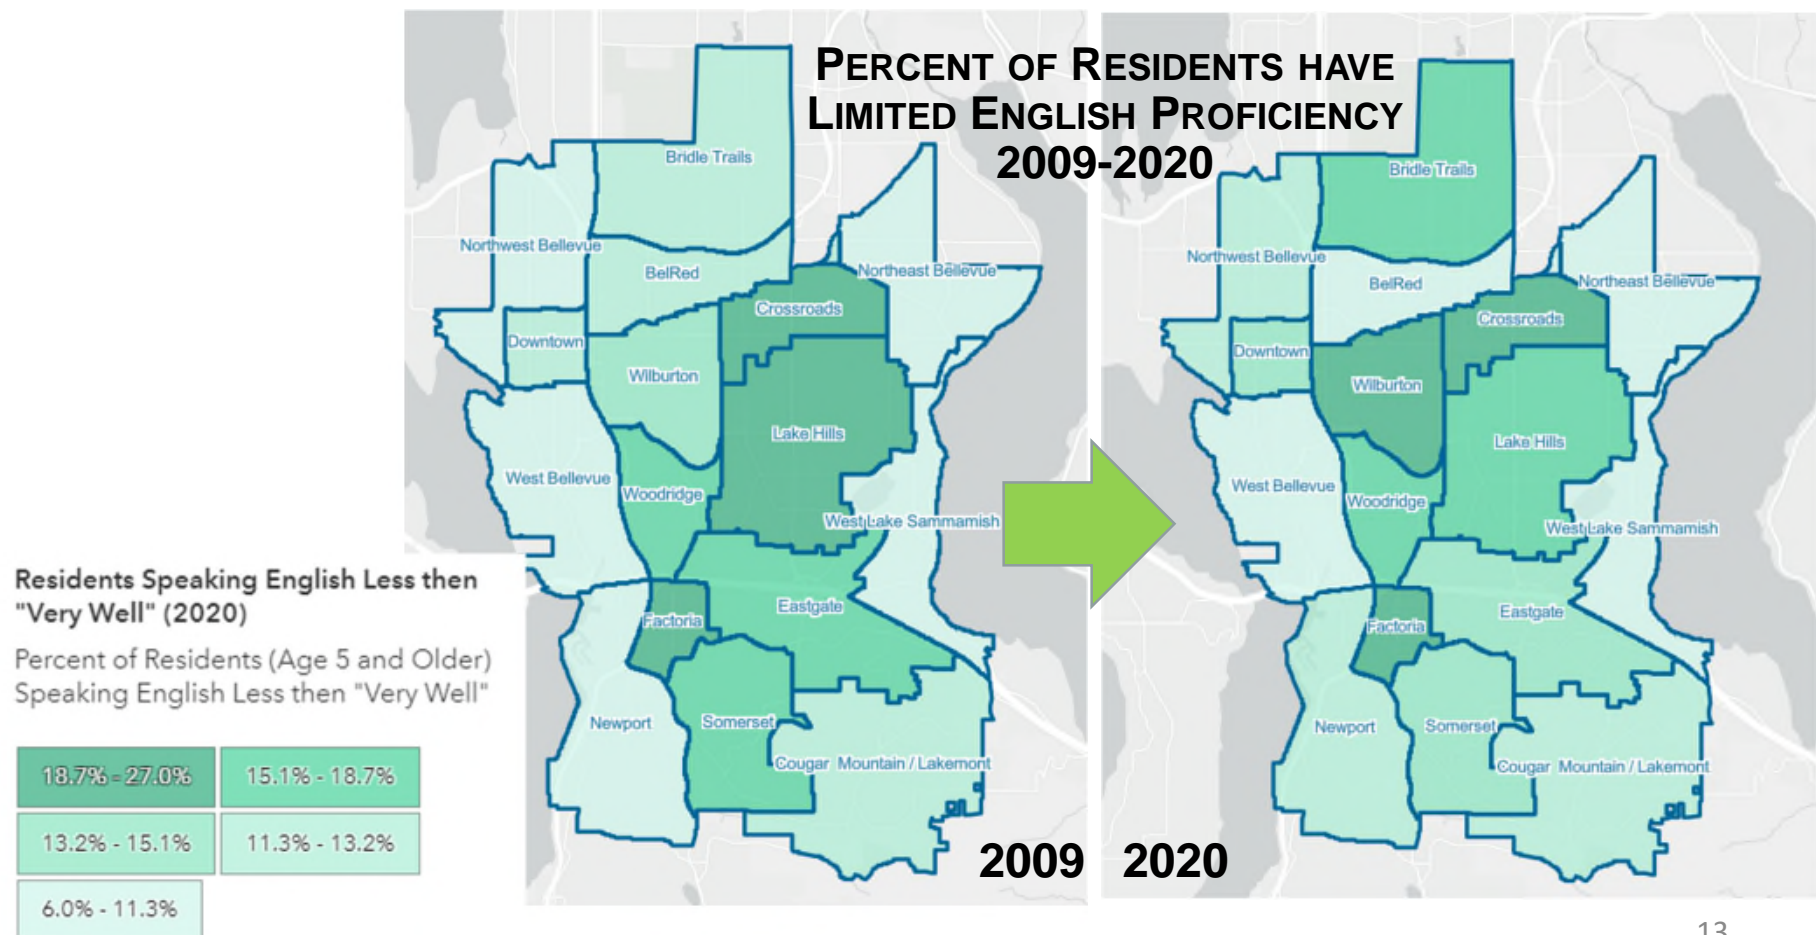 PERCENT OF RESIDENTS HAVE
LIMITED ENGLISH PROFICIENCY
2009-2020
Bridle Trails
Northwest Bellevue
BelRed
Northeast Bellevue
Crossroads
Downtown
Wilburton
Lake Hills
West Bellevue
Woodridge
West Lake Sammamish
Eastgate
Factoria
Newport
Somerset
Cougar Mountain / Lakemont
2009
Bridle Trails
Northwest Bellevue
BelRed
Northeast Bellevue
Crossroads
Downtown
Wilburton
Lake Hills
West Bellevue
Woodridge
West Lake Sammamish
Eastgate
Factoria
Newport
Somerset
Cougar Mountain / Lakemont
2020
Residents Speaking English Less then
"Very Well" (2020)
Percent of Residents (Age 5 and Older)
Speaking English Less then "Very Well"
18.7% - 27.0%
15.1% - 18.7%
13.2% - 15.1%
11.3% - 13.2%
6.0% - 11.3%
13